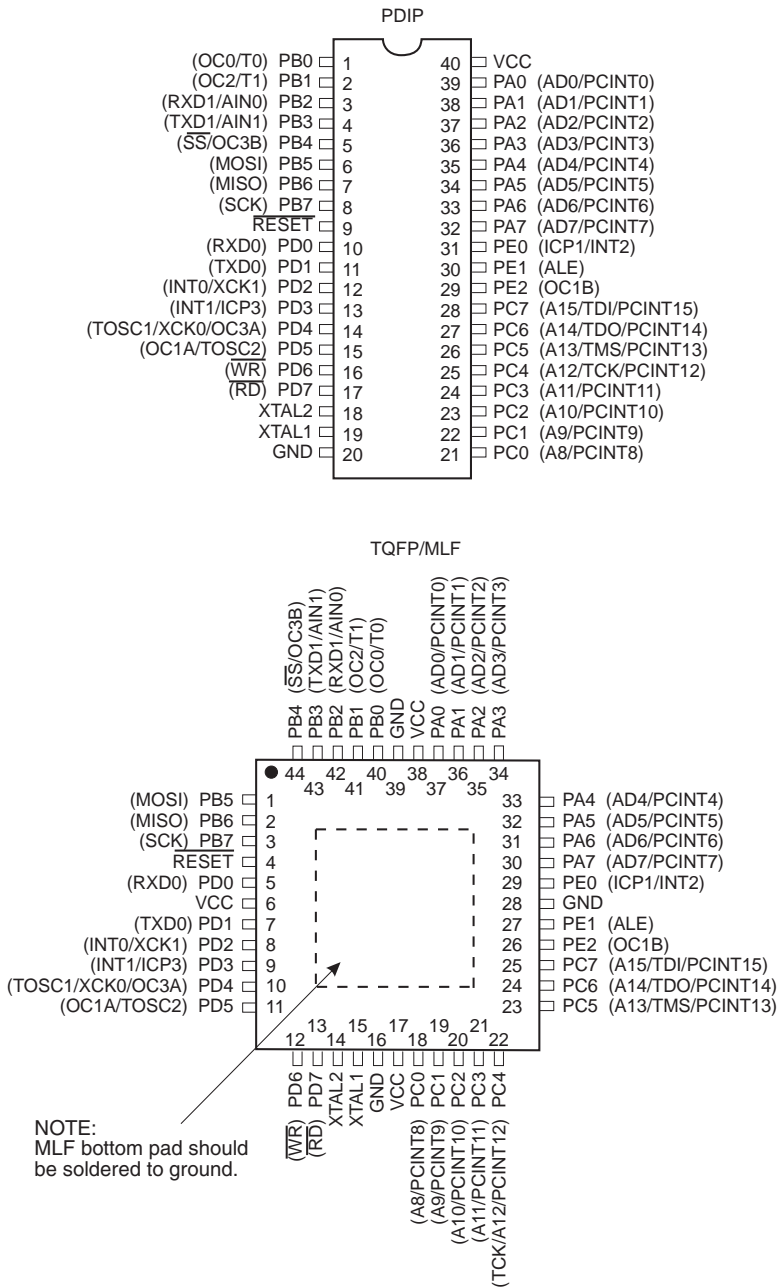 PDIP
(OC0/T0) PB0 1
(OC2/T1) PB1 2
(RXD1/AIN0) PB2 3
(TXD1/AIN1) PB3 4
(SS/OC3B) PB4 5
(MOSI) PB5 6
(MISO) PB6 7
(SCK) PB7 8
RESET 9
(RXD0) PD0 10
(TXD0) PD1 11
(INT0/XCK1) PD2 12
(INT1/ICP3) PD3 13
(TOSC1/XCK0/OC3A) PD4 14
(OC1A/TOSC2) PD5 15
(WR) PD6 16
(RD) PD7 17
XTAL2 18
XTAL1 19
GND 20
40 VCC
39 PA0 (AD0/PCINT0)
38 PA1 (AD1/PCINT1)
37 PA2 (AD2/PCINT2)
36 PA3 (AD3/PCINT3)
35 PA4 (AD4/PCINT4)
34 PA5 (AD5/PCINT5)
33 PA6 (AD6/PCINT6)
32 PA7 (AD7/PCINT7)
31 PE0 (ICP1/INT2)
30 PE1 (ALE)
29 PE2 (OC1B)
28 PC7 (A15/TDI/PCINT15)
27 PC6 (A14/TDO/PCINT14)
26 PC5 (A13/TMS/PCINT13)
25 PC4 (A12/TCK/PCINT12)
24 PC3 (A11/PCINT11)
23 PC2 (A10/PCINT10)
22 PC1 (A9/PCINT9)
21 PC0 (A8/PCINT8)
TQFP/MLF
44 PB4 (SS/OC3B)
43 PB3 (TXD1/AIN1)
42 PB2 (RXD1/AIN0)
41 PB1 (OC2/T1)
40 PB0 (OC0/T0)
39 GND
38 VCC
37 PA0 (AD0/PCINT0)
36 PA1 (AD1/PCINT1)
35 PA2 (AD2/PCINT2)
34 PA3 (AD3/PCINT3)
(MOSI) PB5 1
(MISO) PB6 2
(SCK) PB7 3
RESET 4
(RXD0) PD0 5
VCC 6
(TXD0) PD1 7
(INT0/XCK1) PD2 8
(INT1/ICP3) PD3 9
(TOSC1/XCK0/OC3A) PD4 10
(OC1A/TOSC2) PD5 11
33 PA4 (AD4/PCINT4)
32 PA5 (AD5/PCINT5)
31 PA6 (AD6/PCINT6)
30 PA7 (AD7/PCINT7)
29 PE0 (ICP1/INT2)
28 GND
27 PE1 (ALE)
26 PE2 (OC1B)
25 PC7 (A15/TDI/PCINT15)
24 PC6 (A14/TDO/PCINT14)
23 PC5 (A13/TMS/PCINT13)
12 (WR) PD6
13 (RD) PD7
14 XTAL2
15 XTAL1
16 GND
17 VCC
18 (A8/PCINT8) PC0
19 (A9/PCINT9) PC1
20 (A10/PCINT10) PC2
21 (A11/PCINT11) PC3
22 (TCK/A12/PCINT12) PC4
NOTE:
MLF bottom pad should
be soldered to ground.